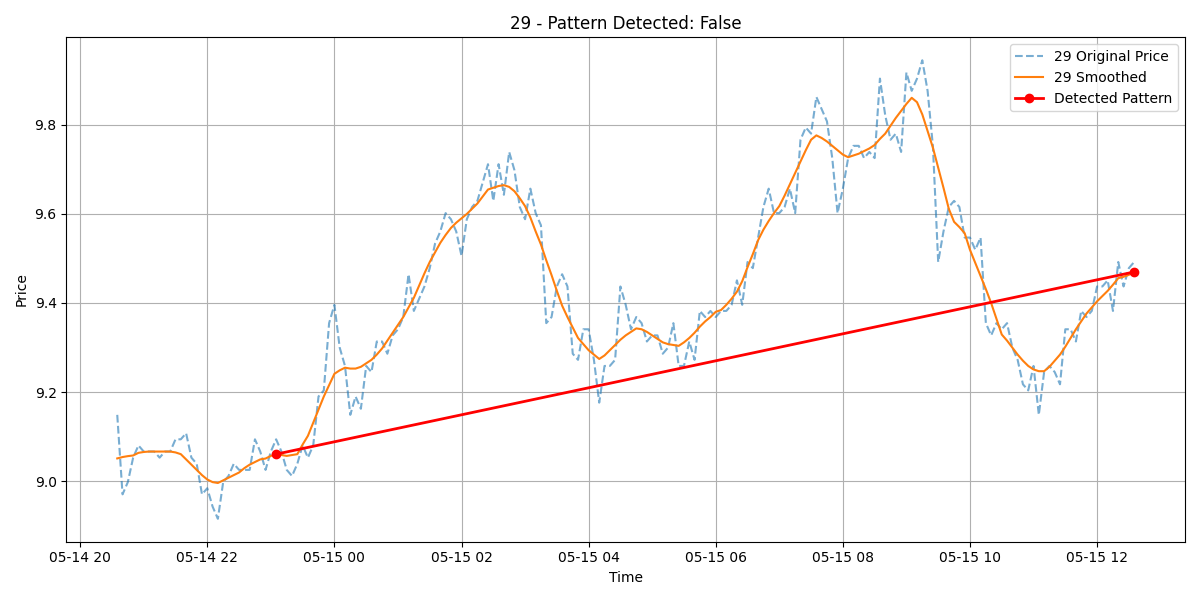 29 - Pattern Detected: False
29 Original Price
29 Smoothed
Detected Pattern
Price
9.8
9.6
9.4
9.2
9.0
05-14 20 05-14 22 05-15 00 05-15 02 05-15 04 05-15 06 05-15 08 05-15 10 05-15 12
Time